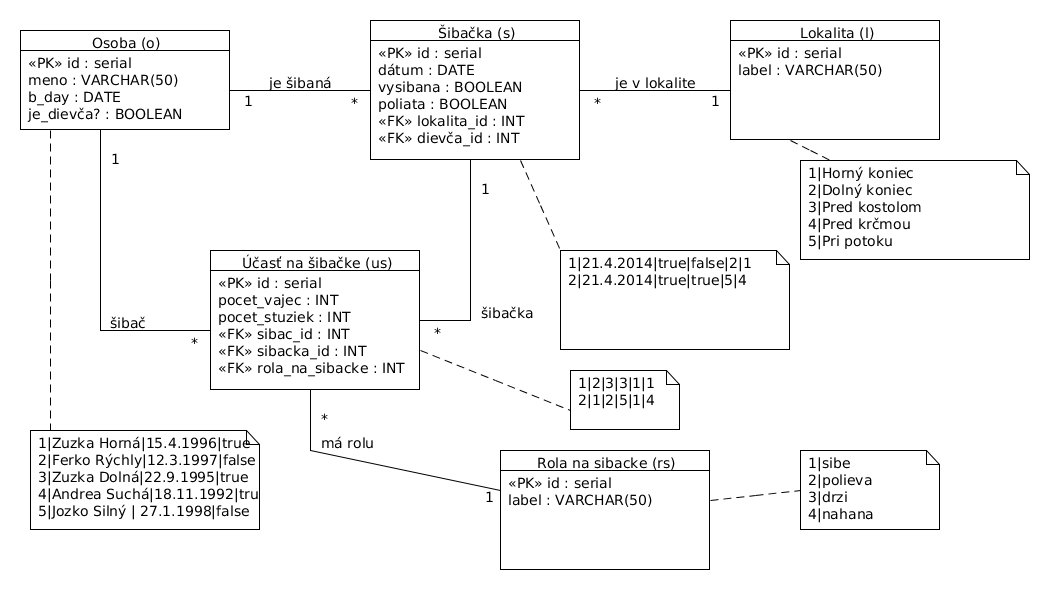 Osoba (o)
«PK» id : serial
meno : VARCHAR(50)
b_day : DATE
je_dievča? : BOOLEAN
je šibaná
1
*
Šibačka (s)
«PK» id : serial
dátum : DATE
vysibana : BOOLEAN
poliata : BOOLEAN
«FK» lokalita_id : INT
«FK» dievča_id : INT
je v lokalite
*
1
Lokalita (l)
«PK» id : serial
label : VARCHAR(50)
1|Horný koniec
2|Dolný koniec
3|Pred kostolom
4|Pred krčmou
5|Pri potoku
1
šibač
*
1
šibačka
*
Účasť na šibačke (us)
«PK» id : serial
pocet_vajec : INT
pocet_stuziek : INT
«FK» sibac_id : INT
«FK» sibacka_id : INT
«FK» rola_na_sibacke : INT
1|21.4.2014|true|false|2|1
2|21.4.2014|true|true|5|4
1|2|3|3|1|1
2|1|2|5|1|4
*
má rolu
1
1|Zuzka Horná|15.4.1996|true
2|Ferko Rýchly|12.3.1997|false
3|Zuzka Dolná|22.9.1995|true
4|Andrea Suchá|18.11.1992|tru
5|Jozko Silný | 27.1.1998|false
Rola na sibacke (rs)
«PK» id : serial
label : VARCHAR(50)
1|sibe
2|polieva
3|drzi
4|nahana